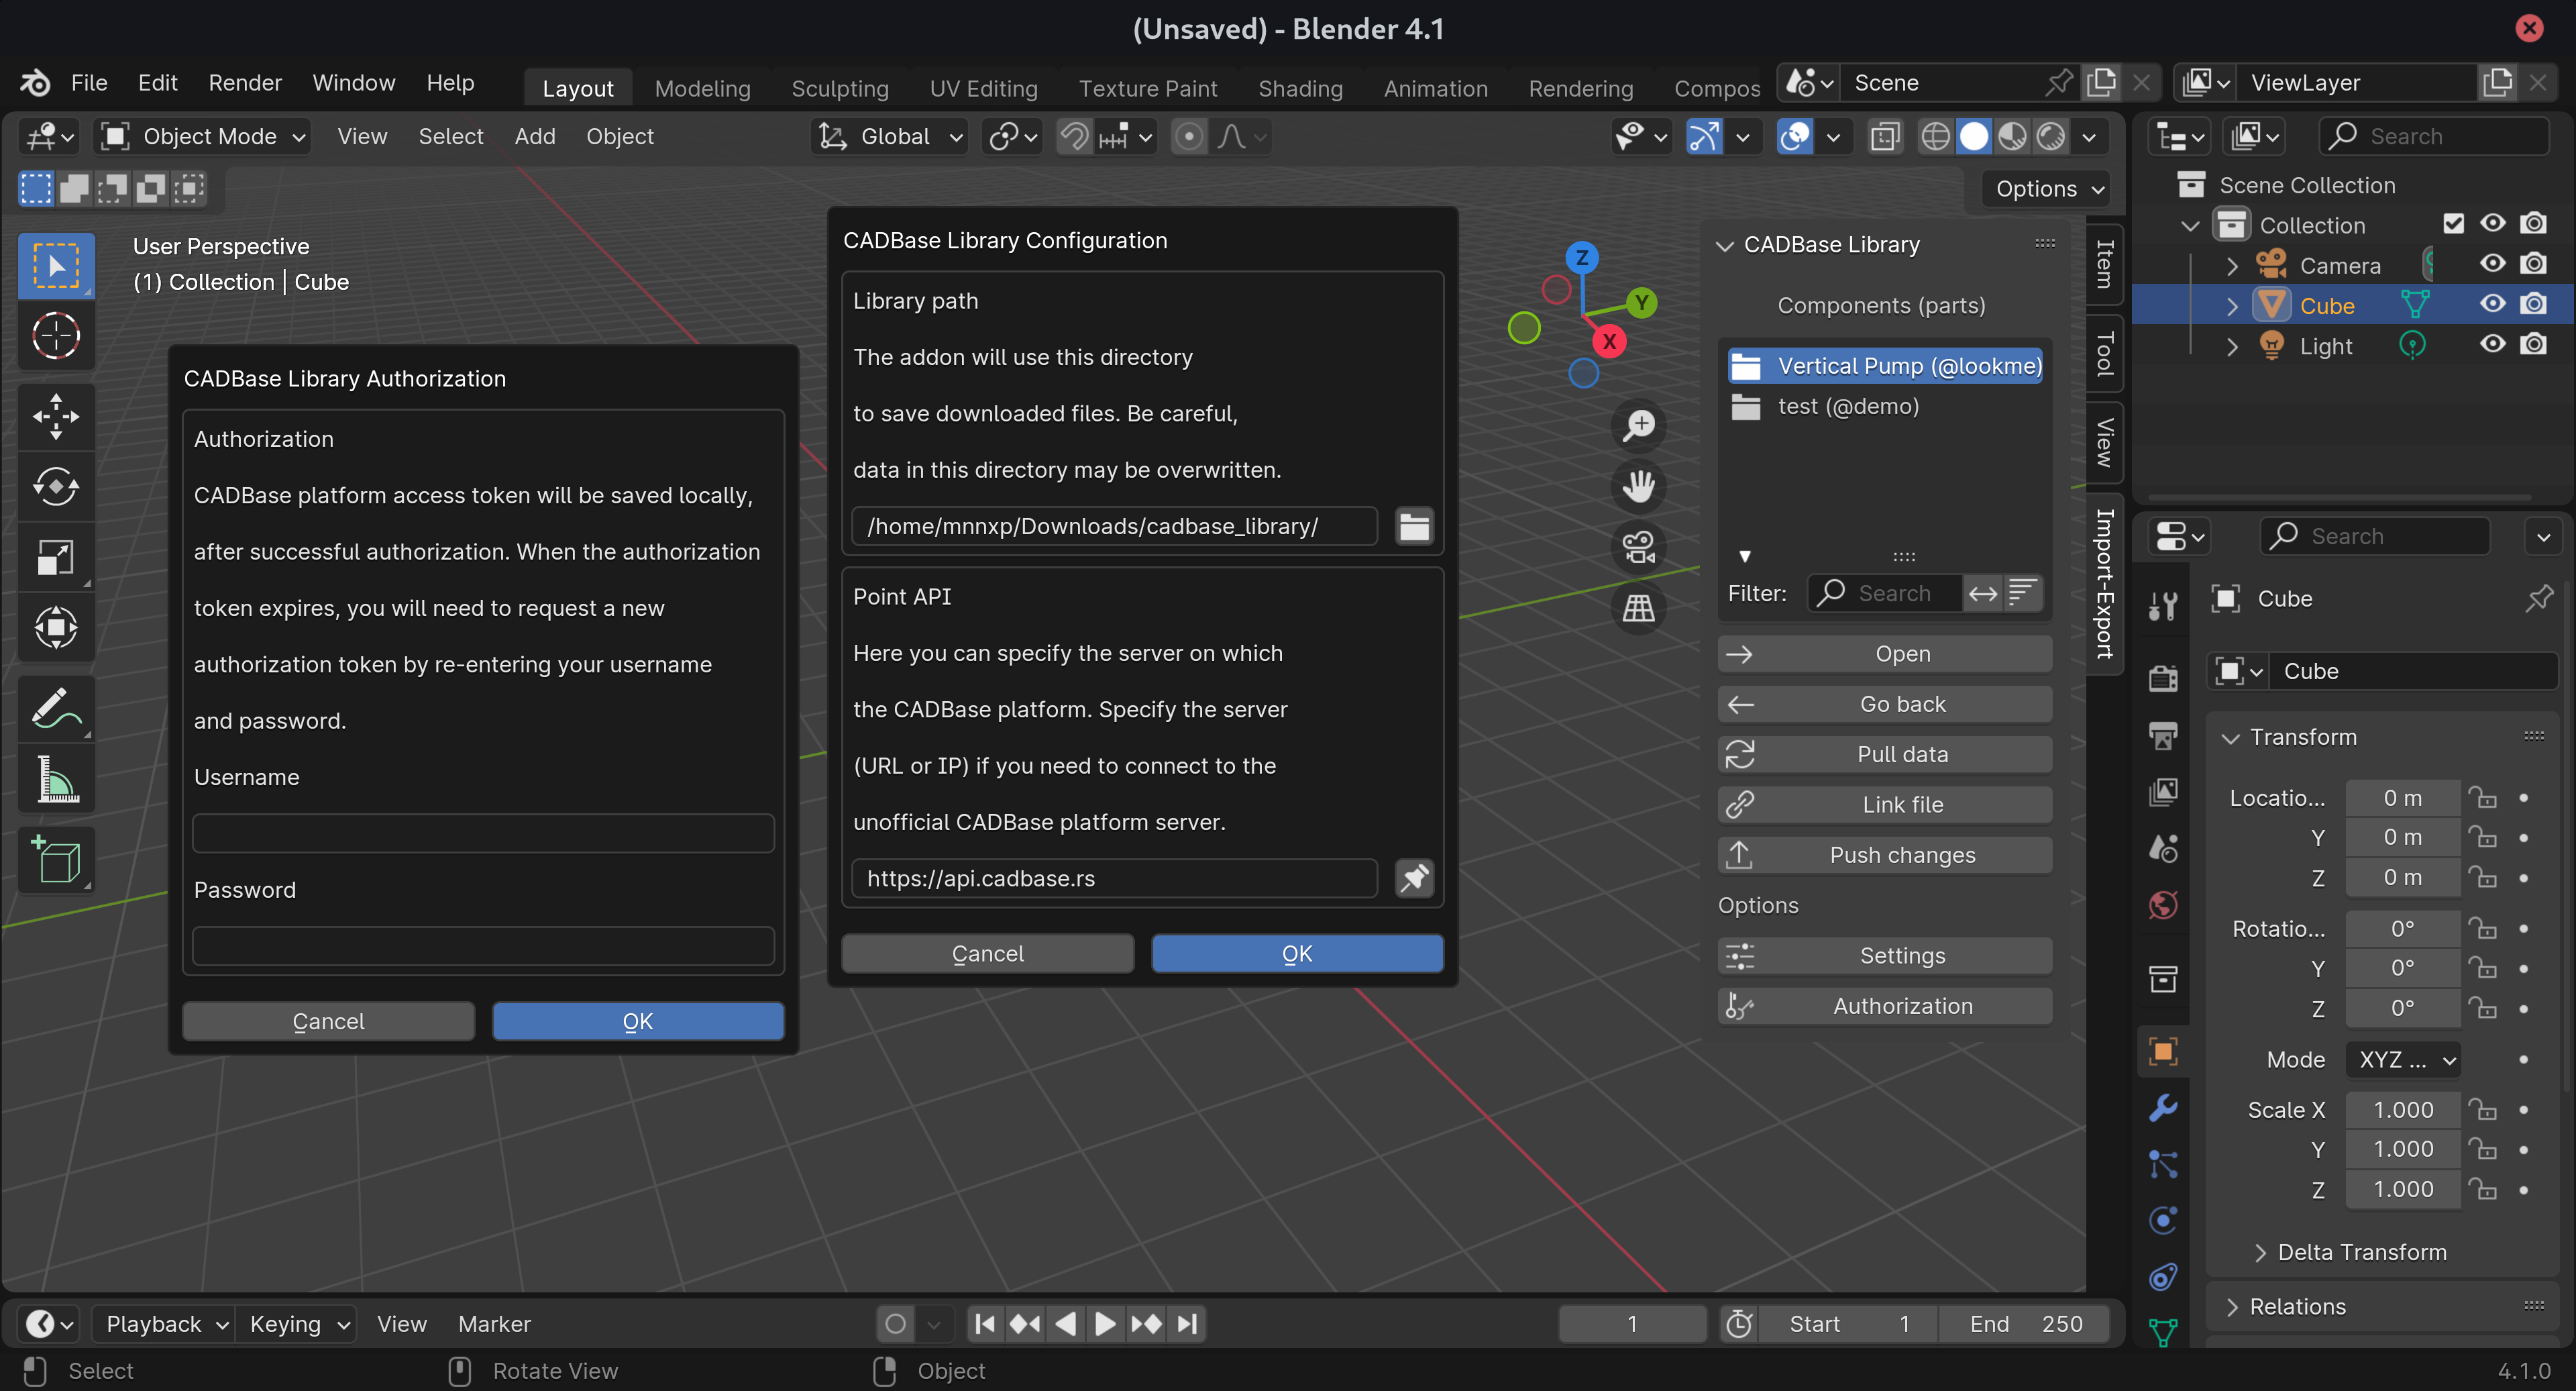 (Unsaved) - Blender 4.1
File Edit Render Window Help
Layout Modeling Sculpting UV Editing Texture Paint Shading Animation Rendering Compos
Scene
ViewLayer
Object Mode View Select Add Object
Global
Search
Options
User Perspective
(1) Collection | Cube
CADBase Library Authorization
Authorization
CADBase platform access token will be saved locally,
after successful authorization. When the authorization
token expires, you will need to request a new
authorization token by re-entering your username
and password.
Username
Password
Cancel
OK
CADBase Library Configuration
Library path
The addon will use this directory
to save downloaded files. Be careful,
data in this directory may be overwritten.
/home/mnnxp/Downloads/cadbase_library/
Point API
Here you can specify the server on which
the CADBase platform. Specify the server
(URL or IP) if you need to connect to the
unofficial CADBase platform server.
https://api.cadbase.rs
Cancel
OK
Z
Y
X
CADBase Library
Components (parts)
Vertical Pump (@lookme)
test (@demo)
Filter: Search
Open
Go back
Pull data
Link file
Push changes
Options
Settings
Authorization
Item
Tool
View
Import-Export
Scene Collection
Collection
Camera
Cube
Light
Search
Cube
Cube
Transform
Locatio... 0 m
Y 0 m
Z 0 m
Rotatio... 0°
Y 0°
Z 0°
Mode XYZ ...
Scale X 1.000
Y 1.000
Z 1.000
Delta Transform
Relations
Playback Keying View Marker
1
Start 1
End 250
Select
Rotate View
Object
4.1.0